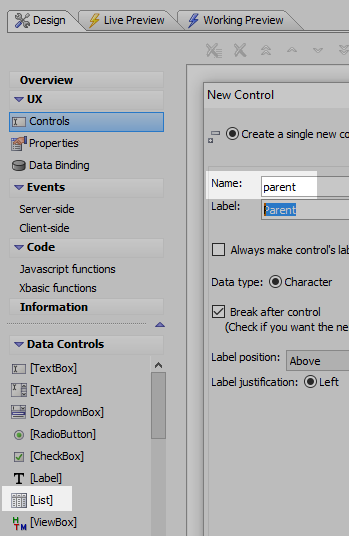 Design
Live Preview
Working Preview
Overview
UX
Controls
Properties
Data Binding
Events
Server-side
Client-side
Code
Javascript functions
Xbasic functions
Information
Data Controls
[TextBox]
[TextArea]
[DropdownBox]
[RadioButton]
[CheckBox]
[Label]
[List]
[ViewBox]
New Control
Create a single new co
Name: parent
Label: Parent
Always make control's lab
Data type: Character
Break after control
(Check if you want the ne
Label position: Above
Label justification: Left